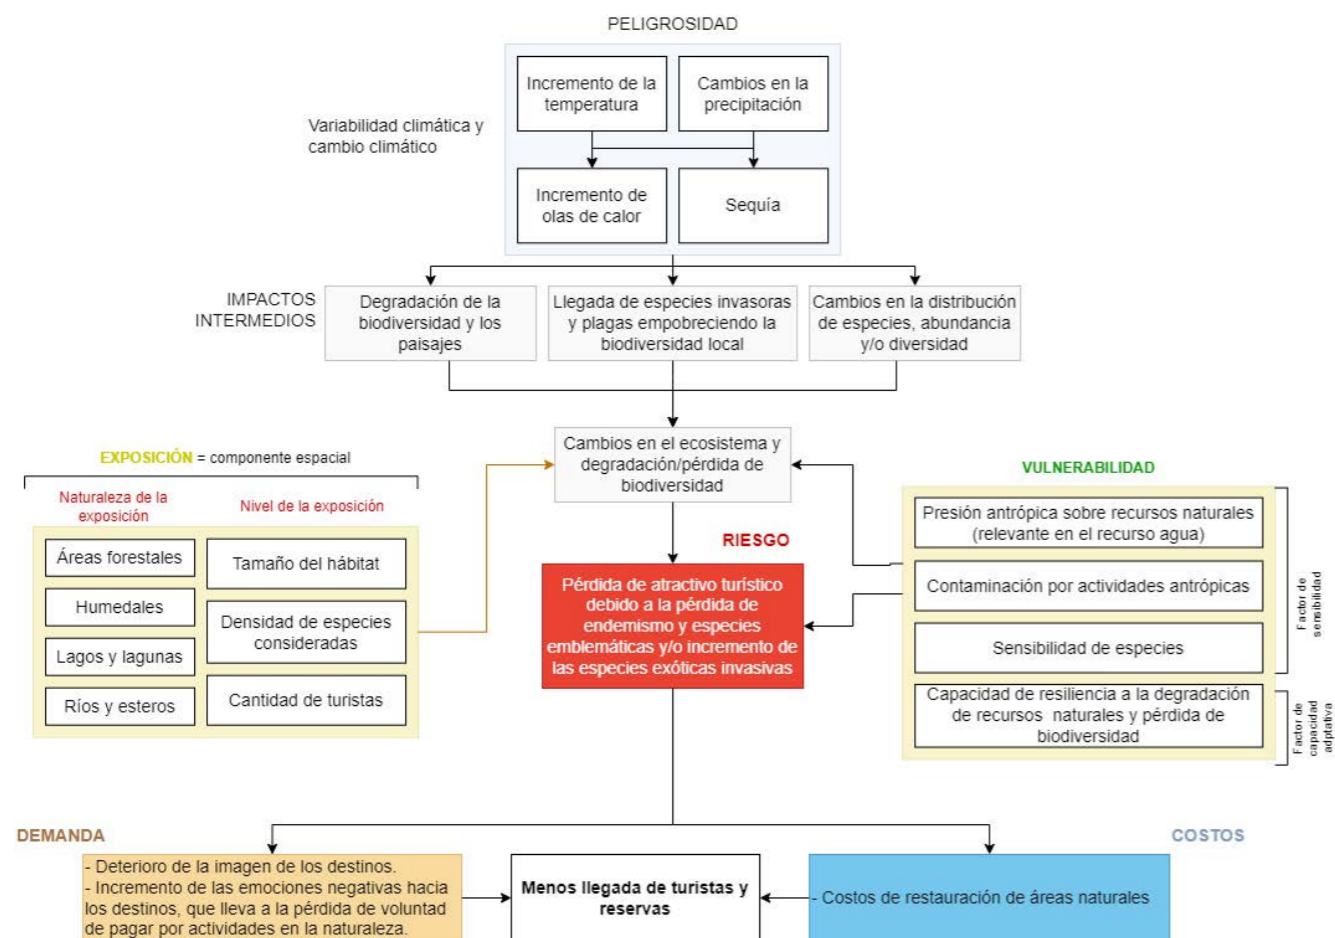 PELIGROSIDAD
Incremento de la
temperatura
Cambios en la
precipitación
Variabilidad climática y
cambio climático
Incremento de
olas de calor
Sequía
IMPACTOS
INTERMEDIOS
Degradación de la
biodiversidad y los
paisajes
Llegada de especies invasoras
y plagas empobreciendo la
biodiversidad local
Cambios en la distribución
de especies, abundancia
y/o diversidad
Cambios en el ecosistema y
degradación/pérdida de
biodiversidad
EXPOSICIÓN = componente espacial
Naturaleza de la
exposición
Nivel de la exposición
Áreas forestales
Humedales
Lagos y lagunas
Ríos y esteros
Tamaño del hábitat
Densidad de especies
consideradas
Cantidad de turistas
RIESGO
Pérdida de atractivo turístico
debido a la pérdida de
endemismo y especies
emblemáticas y/o incremento de
las especies exóticas invasivas
VULNERABILIDAD
Presión antrópica sobre recursos naturales
(relevante en el recurso agua)
Contaminación por actividades antrópicas
Sensibilidad de especies
Capacidad de resiliencia a la degradación
de recursos naturales y pérdida de
biodiversidad
Factor de
sensibilidad
Factor de
capacidad
adptativa
DEMANDA
- Deterioro de la imagen de los destinos.
- Incremento de las emociones negativas hacia
los destinos, que lleva a la pérdida de voluntad
de pagar por actividades en la naturaleza.
Menos llegada de turistas y
reservas
COSTOS
- Costos de restauración de áreas naturales